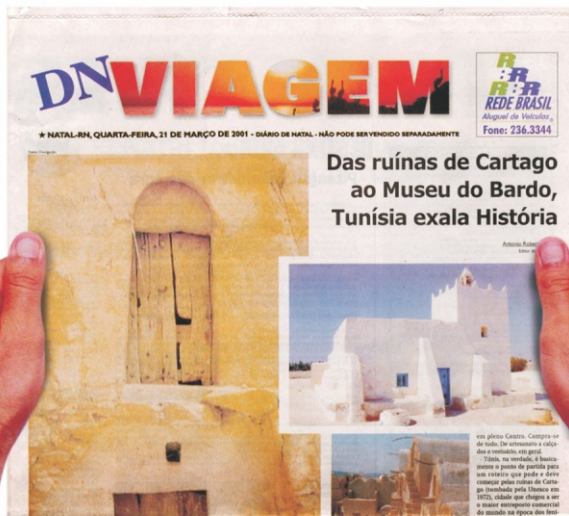 DN VIAGEM
R
BR
RBR
REDE BRASIL
Aluguel de Veículos
Fone: 236.3344
★ NATAL-RN, QUARTA-FEIRA, 21 DE MARÇO DE 2001 - DIÁRIO DE NATAL - NÃO PODE SER VENDIDO SEPARADAMENTE
Das ruínas de Cartago
ao Museu do Bardo,
Tunísia exala História
Antonio
em pleno Centro. Compra-se
de tudo. De artesanato a calça-
dos e vestuário, em geral.
Túnis, na verdade, é basica-
mente o ponto de partida para
um roteiro que pode e deve
começar pelas ruínas de Carta-
go (tombada pela Unesco em
1972), cidade que chegou a ser
o maior entreposto comercial
do mundo na época dos fení-